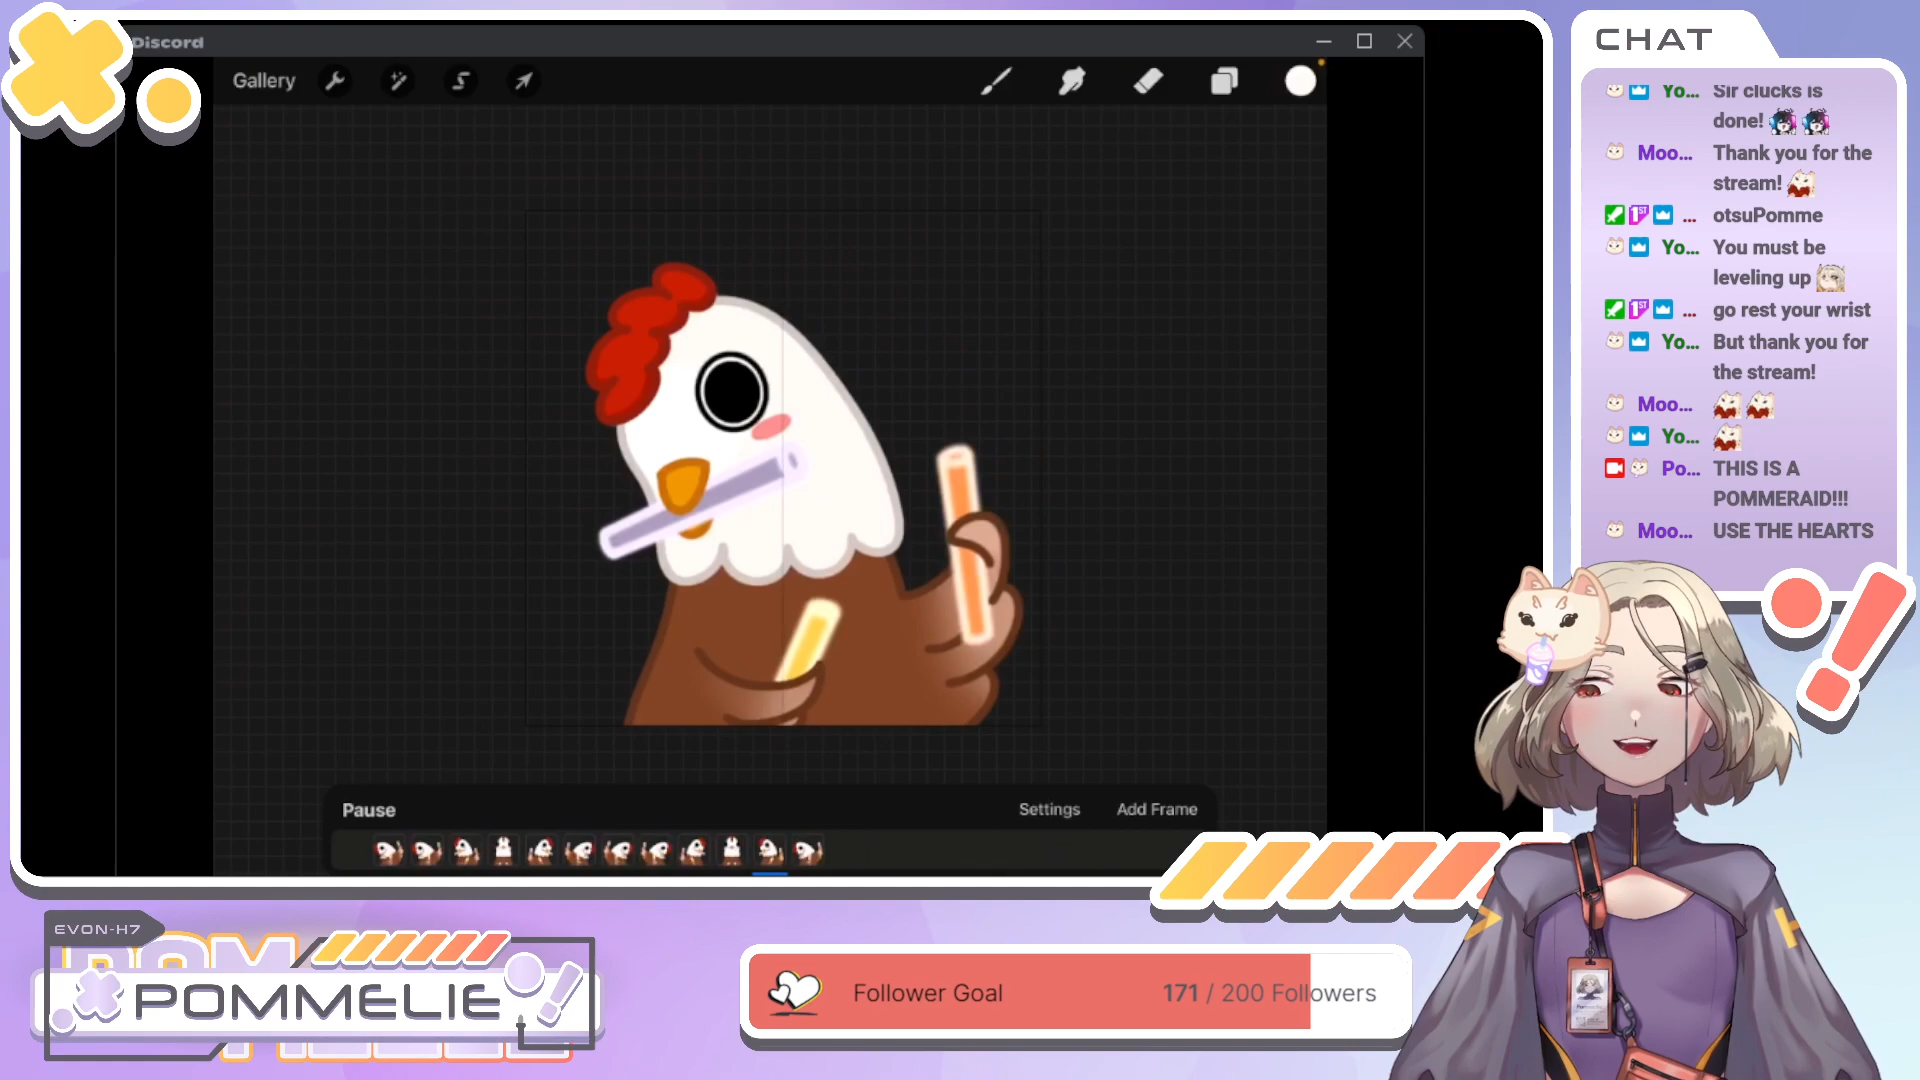 Discord
Gallery
CHAT
Yo... Sir clucks is
done!
Moo... Thank you for the
stream!
1ST ... otsuPomme
Yo... You must be
leveling up
1ST ... go rest your wrist
Yo... But thank you for
the stream!
Moo...
Yo...
Po... THIS IS A
POMMERAID!!!
Moo... USE THE HEARTS
Pause
Settings
Add Frame
EVON-H7
POMMELIE
Follower Goal
171 / 200 Followers